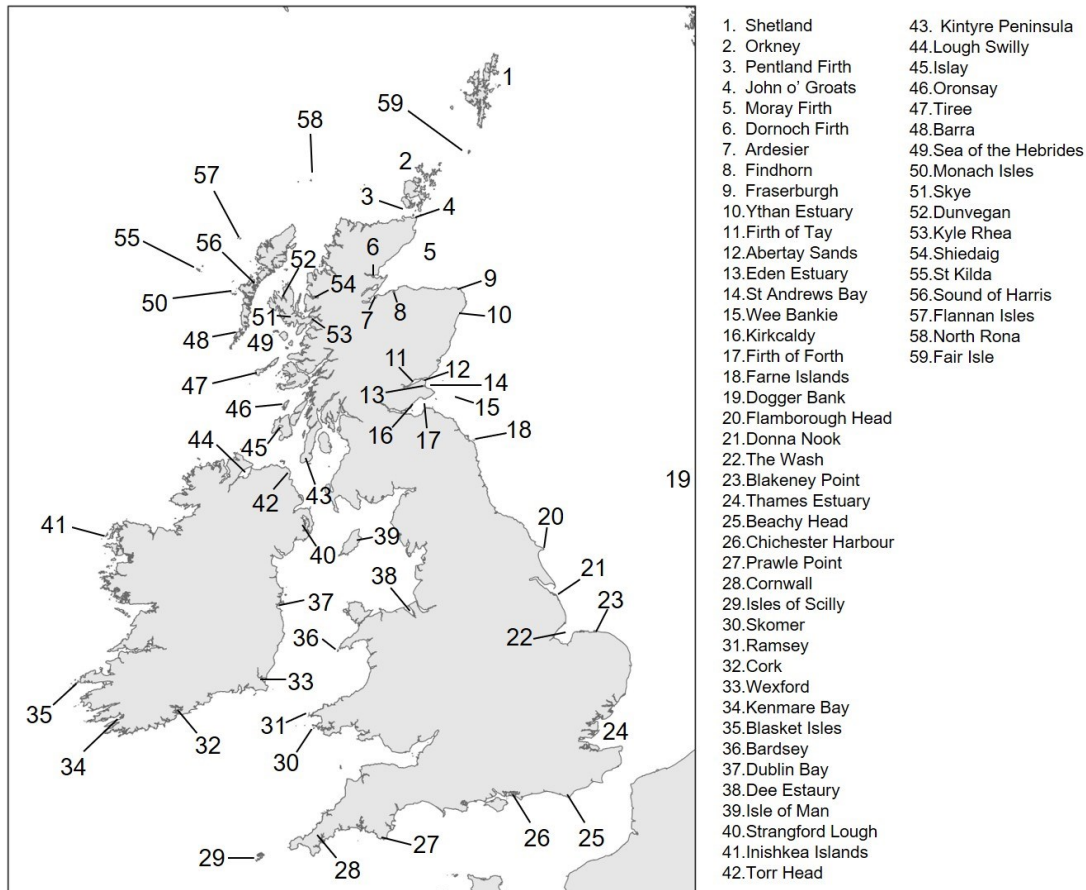 1. Shetland
2. Orkney
3. Pentland Firth
4. John o' Groats
5. Moray Firth
6. Dornoch Firth
7. Ardesier
8. Findhorn
9. Fraserburgh
10.Ythan Estuary
11.Firth of Tay
12.Abertay Sands
13.Eden Estuary
14.St Andrews Bay
15.Wee Bankie
16.Kirkcaldy
17.Firth of Forth
18.Farne Islands
19.Dogger Bank
20.Flamborough Head
21.Donna Nook
22.The Wash
23.Blakeney Point
24.Thames Estuary
25.Beachy Head
26.Chichester Harbour
27.Prawle Point
28.Cornwall
29.Isles of Scilly
30.Skomer
31.Ramsey
32.Cork
33.Wexford
34.Kenmare Bay
35.Blasket Isles
36.Bardsey
37.Dublin Bay
38.Dee Estaury
39.Isle of Man
40.Strangford Lough
41.Inishkea Islands
42.Torr Head
43. Kintyre Peninsula
44.Lough Swilly
45.Islay
46.Oronsay
47.Tiree
48.Barra
49.Sea of the Hebrides
50.Monach Isles
51.Skye
52.Dunvegan
53.Kyle Rhea
54.Shiedaig
55.St Kilda
56.Sound of Harris
57.Flannan Isles
58.North Rona
59.Fair Isle
1
59
58
2
57
3
4
55
56
52
6
5
54
9
50
51
7
8
10
53
48
49
11
12
47
13
14
46
15
16
17
18
45
44
42
43
19
41
40
39
20
38
21
37
23
22
36
33
35
31
24
34
32
30
26
25
27
29
28